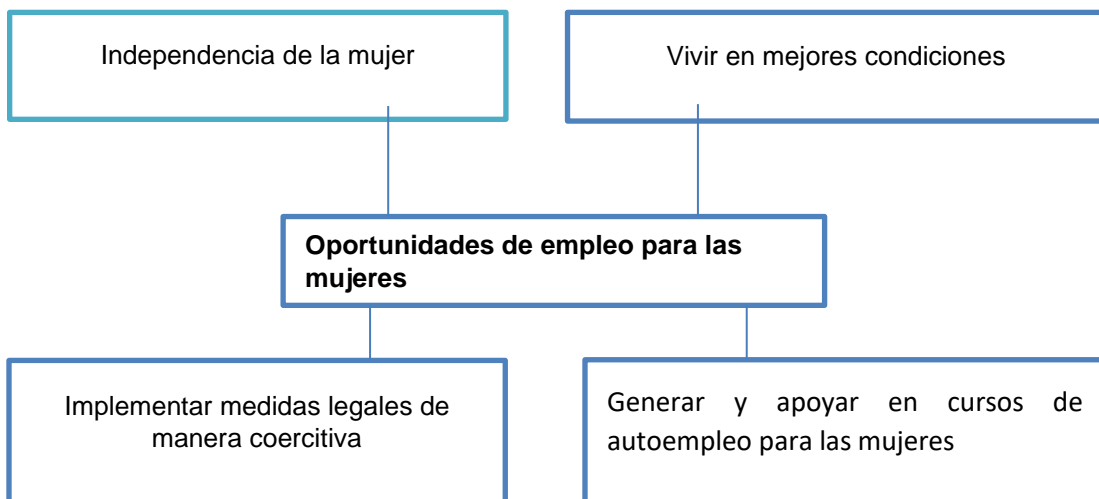 Independencia de la mujer
Vivir en mejores condiciones
Oportunidades de empleo para las
mujeres
Implementar medidas legales de
manera coercitiva
Generar y apoyar en cursos de
autoempleo para las mujeres